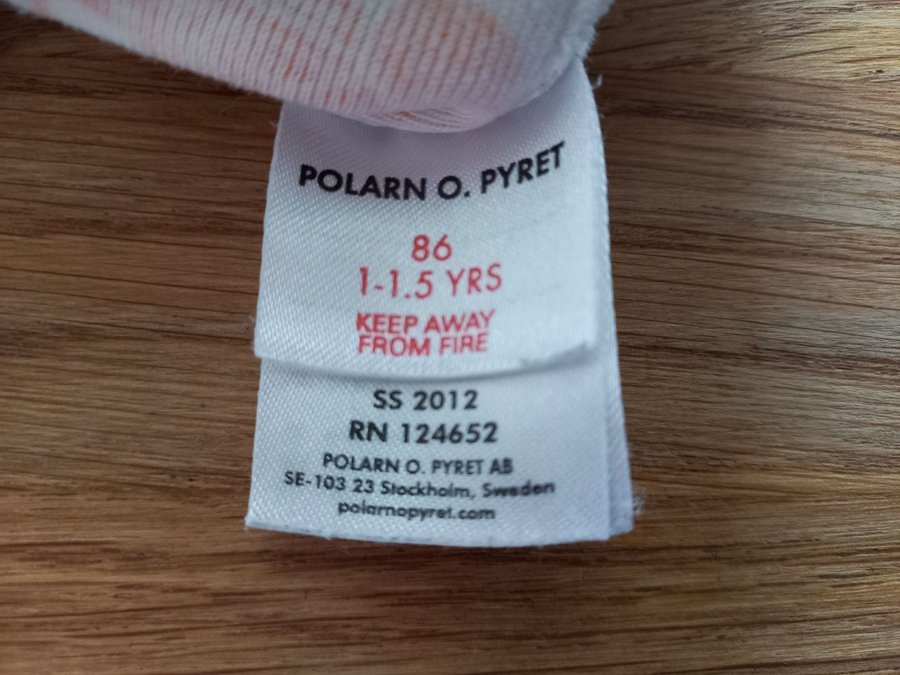 POLARN O. PYRET
86
1-1.5 YRS
KEEP AWAY
FROM FIRE
SS 2012
RN 124652
POLARN O. PYRET AB
SE-103 23 Stockholm, Sweden
polarnopyret.com